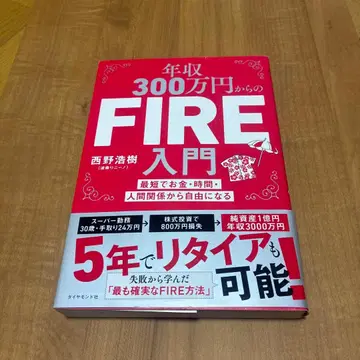 年収
300万円からの
FIRE
入門
西野浩樹
最短でお金・時間・
人間関係から自由になる
スーパー勤務
30歳・手取り24万円
株式投資で
800万円損失
純資産1億円
年収3000万円
5年でリタイアも
可能!
失敗から学んだ
「最も確実なFIRE方法」
ダイヤモンド社